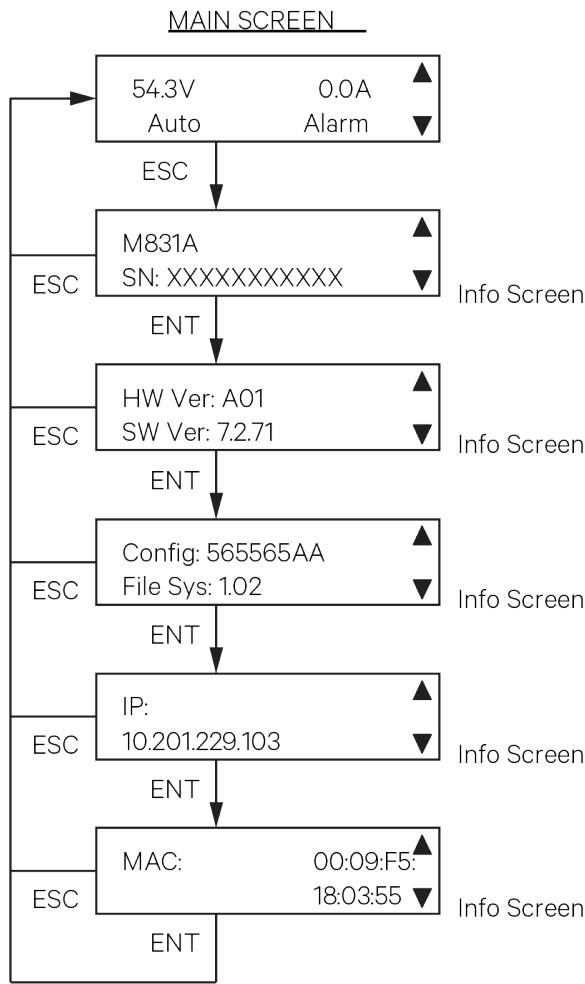 MAIN SCREEN
54.3V 0.0A
Auto Alarm
ESC
M831A
SN: XXXXXXXXXXX
ESC
Info Screen
ENT
HW Ver: A01
SW Ver: 7.2.71
ESC
Info Screen
ENT
Config: 565565AA
File Sys: 1.02
ESC
Info Screen
ENT
IP:
10.201.229.103
ESC
Info Screen
ENT
MAC: 00:09:F5:
18:03:55
ESC
Info Screen
ENT